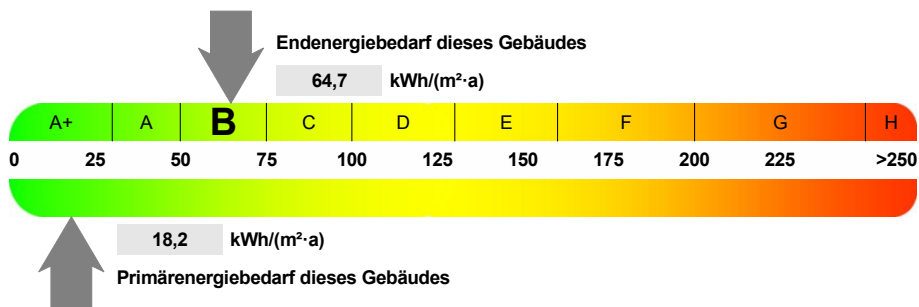 Endenergiebedarf dieses Gebäudes
64,7 kWh/(m²·a)
A+ A B C D E F G H
0 25 50 75 100 125 150 175 200 225 >250
18,2 kWh/(m²·a)
Primärenergiebedarf dieses Gebäudes